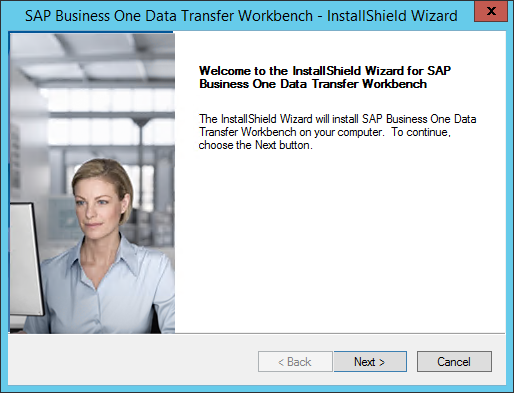 SAP Business One Data Transfer Workbench - InstallShield Wizard
x
Welcome to the InstallShield Wizard for SAP
Business One Data Transfer Workbench
The InstallShield Wizard will install SAP Business One Data
Transfer Workbench on your computer. To continue,
choose the Next button.
< Back
Next >
Cancel